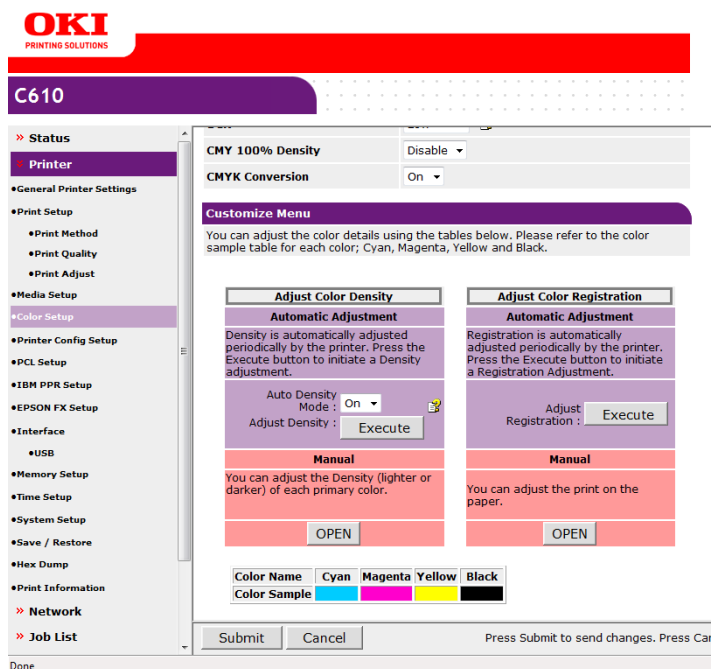 OKI
PRINTING SOLUTIONS
C610
Status
Printer
General Printer Settings
Print Setup
Print Method
Print Quality
Print Adjust
Media Setup
Color Setup
Printer Config Setup
PCL Setup
IBM PPR Setup
EPSON FX Setup
Interface
USB
Memory Setup
Time Setup
System Setup
Save / Restore
Hex Dump
Print Information
Network
Job List
CMY 100% Density Disable
CMYK Conversion On
Customize Menu
You can adjust the color details using the tables below. Please refer to the color
sample table for each color; Cyan, Magenta, Yellow and Black.
Adjust Color Density
Automatic Adjustment
Density is automatically adjusted
periodically by the printer. Press the
Execute button to initiate a Density
adjustment.
Auto Density
Mode : On
Adjust Density : Execute
Manual
You can adjust the Density (lighter or
darker) of each primary color.
OPEN
Adjust Color Registration
Automatic Adjustment
Registration is automatically
adjusted periodically by the printer.
Press the Execute button to initiate
a Registration Adjustment.
Adjust
Registration : Execute
Manual
You can adjust the print on the
paper.
OPEN
Color Name Cyan Magenta Yellow Black
Color Sample
Submit Cancel Press Submit to send changes. Press Can
Done